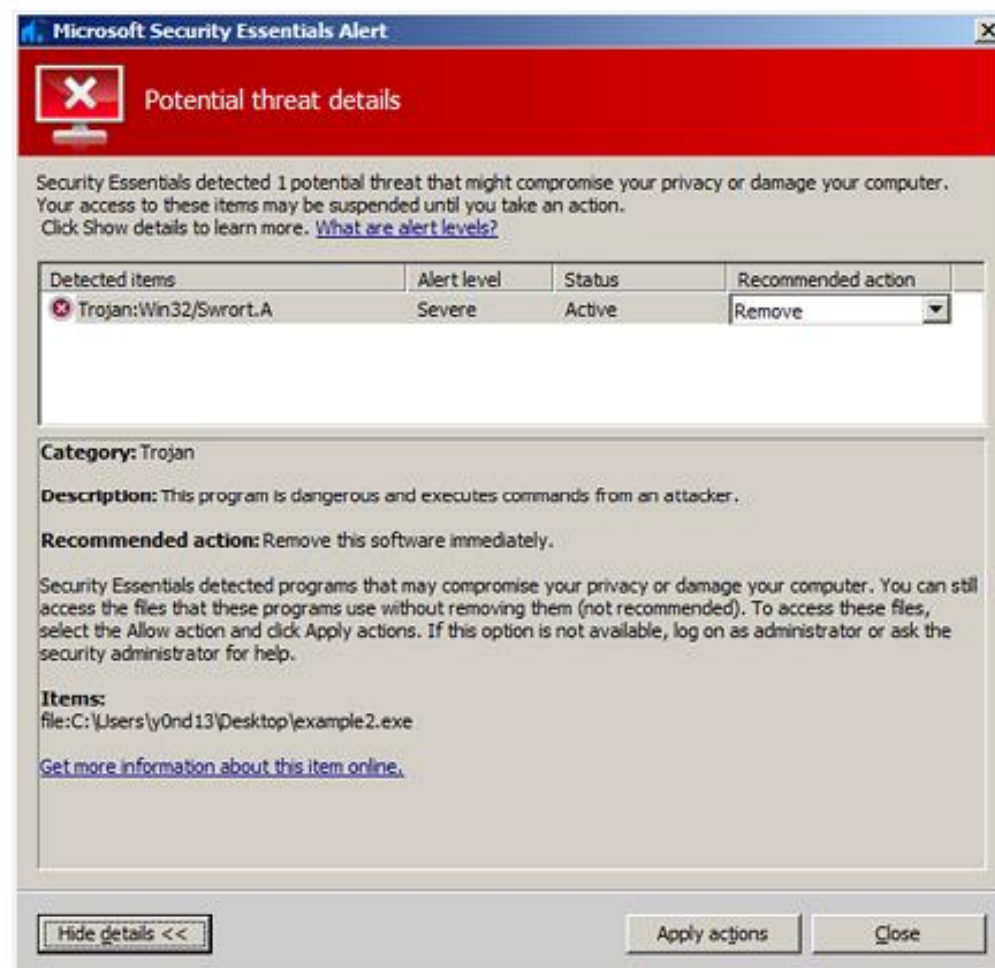 Microsoft Security Essentials Alert
Potential threat details
Security Essentials detected 1 potential threat that might compromise your privacy or damage your computer.
Your access to these items may be suspended until you take an action.
Click Show details to learn more. What are alert levels?
Detected items Alert level Status Recommended action
Trojan:Win32/Swrort.A Severe Active Remove
Category: Trojan
Description: This program is dangerous and executes commands from an attacker.
Recommended action: Remove this software immediately.
Security Essentials detected programs that may compromise your privacy or damage your computer. You can still
access the files that these programs use without removing them (not recommended). To access these files,
select the Allow action and click Apply actions. If this option is not available, log on as administrator or ask the
security administrator for help.
Items:
file:C:\Users\y0nd13\Desktop\example2.exe
Get more information about this item online.
Hide details << Apply actions Close